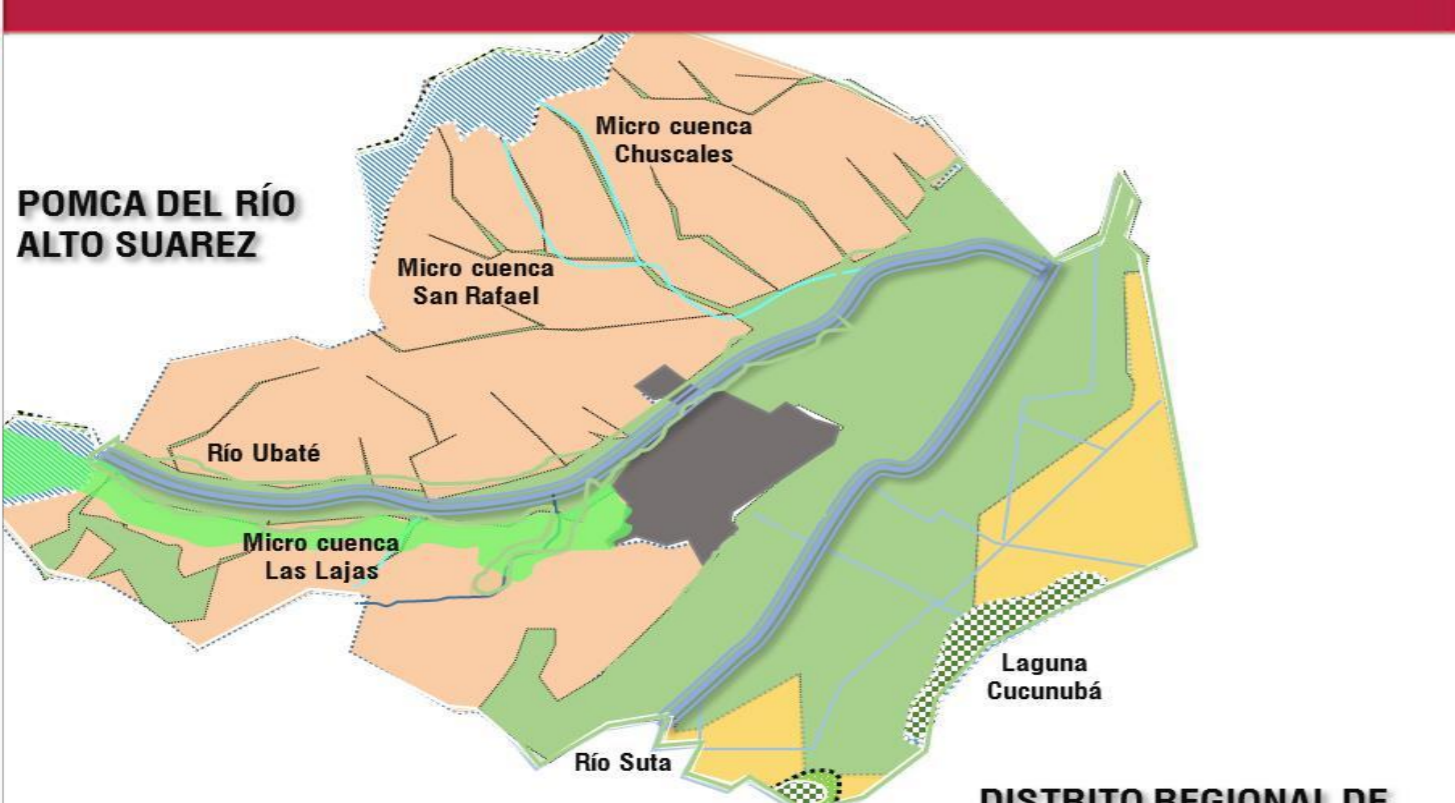 Micro cuenca
Chuscales
POMCA DEL RÍO
ALTO SUAREZ
Micro cuenca
San Rafael
Río Ubaté
Micro cuenca
Las Lajas
Laguna
Cucunubá
Río Suta
DISTRITO REGIONAL DE